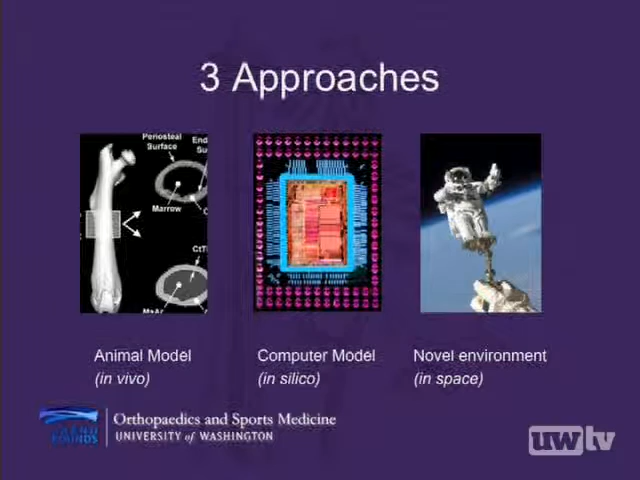 3 Approaches
Periosteal
Surface
Marrow
Animal Model
(in vivo)
Computer Model
(in silico)
Novel environment
(in space)
Orthopaedics and Sports Medicine
UNIVERSITY of WASHINGTON
uwtv